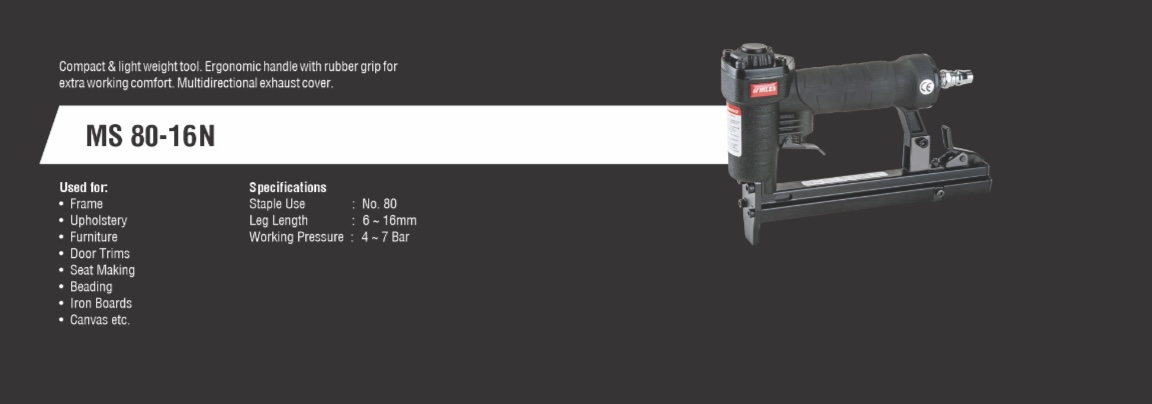 Compact & light weight tool. Ergonomic handle with rubber grip for
extra working comfort. Multidirectional exhaust cover.
MS 80-16N
Used for:
• Frame
• Upholstery
• Furniture
• Door Trims
• Seat Making
• Beading
• Iron Boards
• Canvas etc.
Specifications
Staple Use : No. 80
Leg Length : 6 ~ 16mm
Working Pressure : 4 ~ 7 Bar
CE